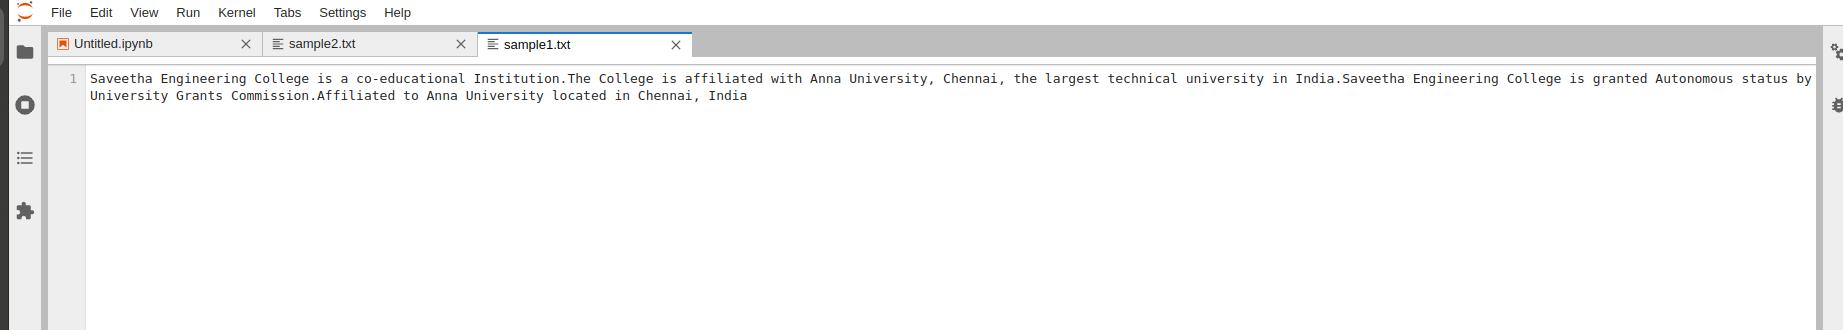 File Edit View Run Kernel Tabs Settings Help
Untitled.ipynb sample2.txt sample1.txt
1 Saveetha Engineering College is a co-educational Institution.The College is affiliated with Anna University, Chennai, the largest technical university in India.Saveetha Engineering College is granted Autonomous status by
University Grants Commission.Affiliated to Anna University located in Chennai, India